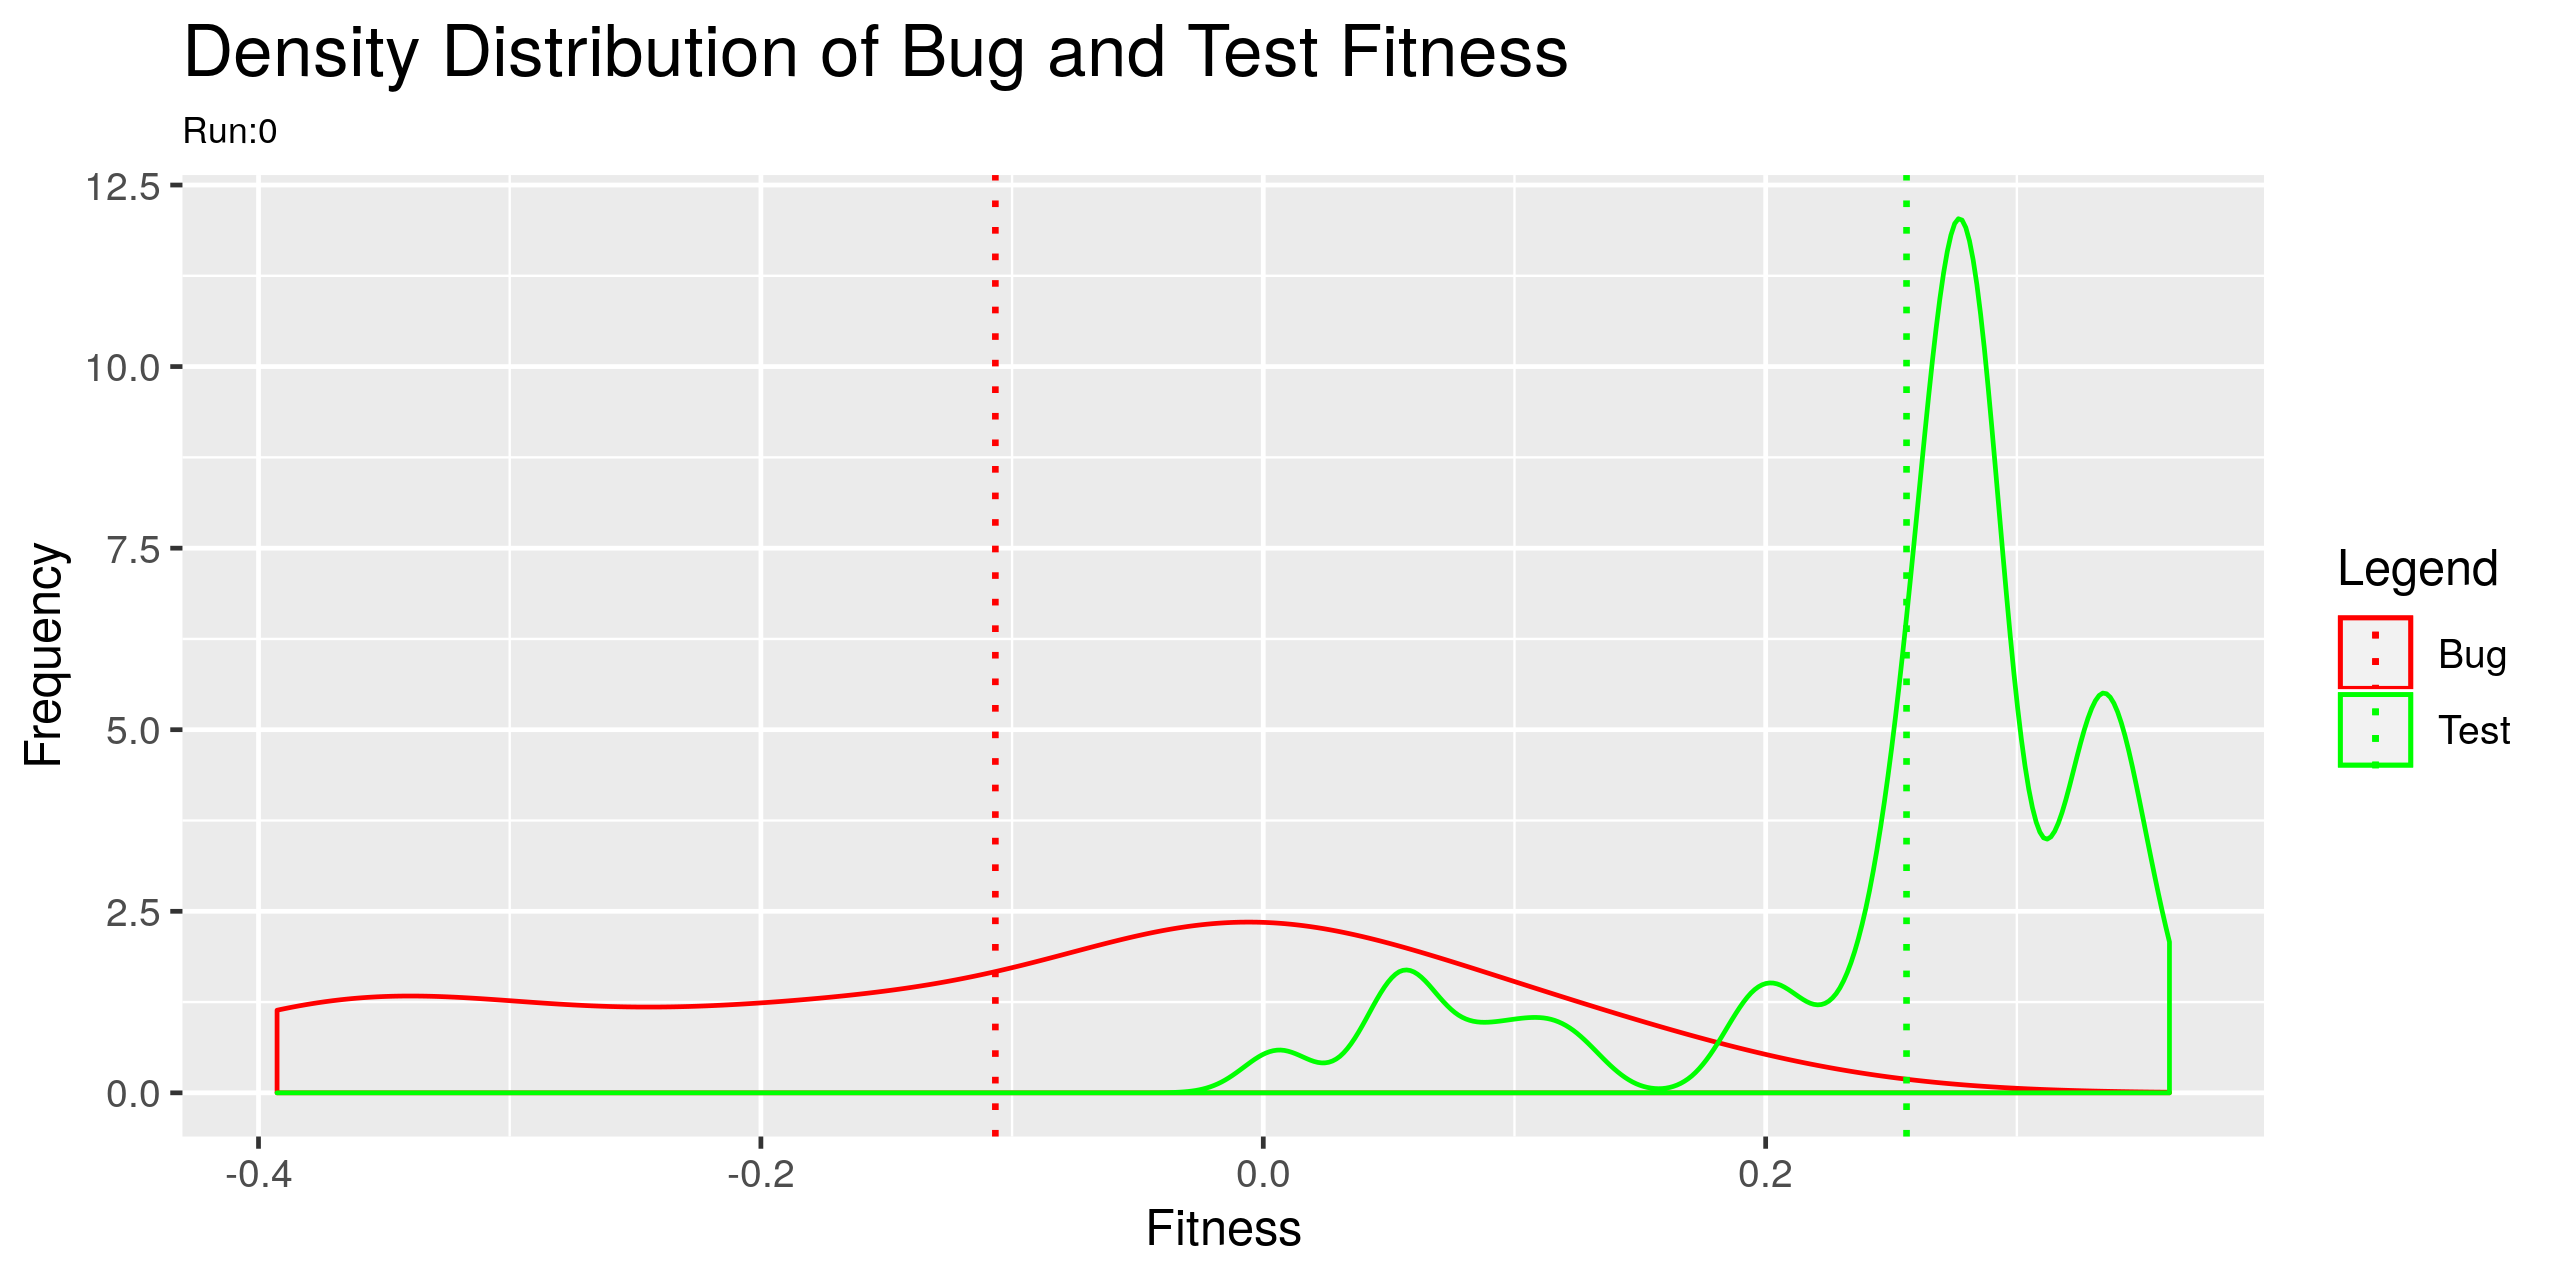 Density Distribution of Bug and Test Fitness
Run:0
12.5
10.0
7.5
5.0
2.5
0.0
Frequency
-0.4
-0.2
0.0
0.2
Fitness
Legend
Bug
Test